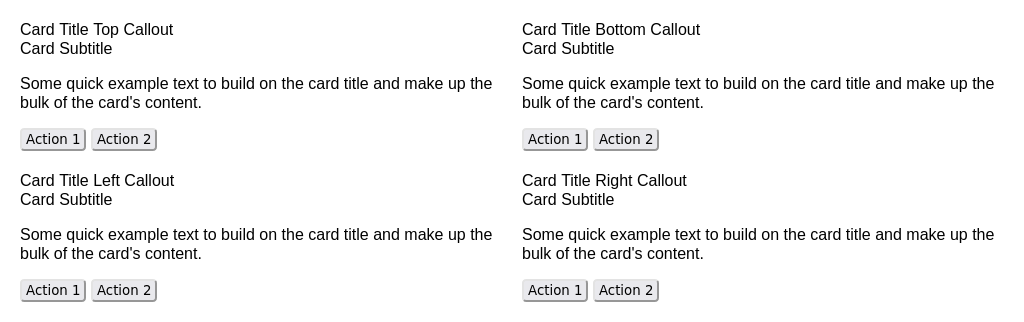 Card Title Top Callout
Card Subtitle
Some quick example text to build on the card title and make up the
bulk of the card's content.
Action 1 Action 2
Card Title Bottom Callout
Card Subtitle
Some quick example text to build on the card title and make up the
bulk of the card's content.
Action 1 Action 2
Card Title Left Callout
Card Subtitle
Some quick example text to build on the card title and make up the
bulk of the card's content.
Action 1 Action 2
Card Title Right Callout
Card Subtitle
Some quick example text to build on the card title and make up the
bulk of the card's content.
Action 1 Action 2